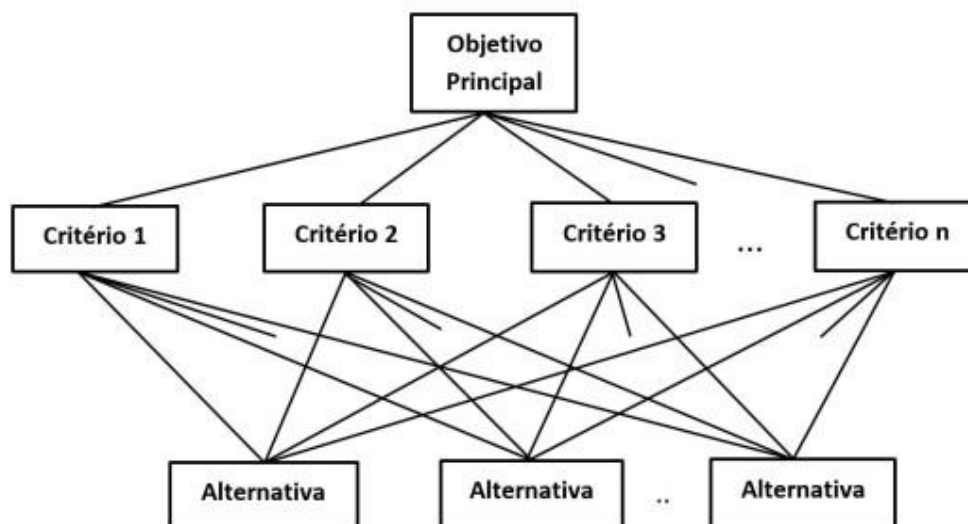 Objetivo
Principal
Critério 1
Critério 2
Critério 3
...
Critério n
Alternativa
Alternativa
..
Alternativa